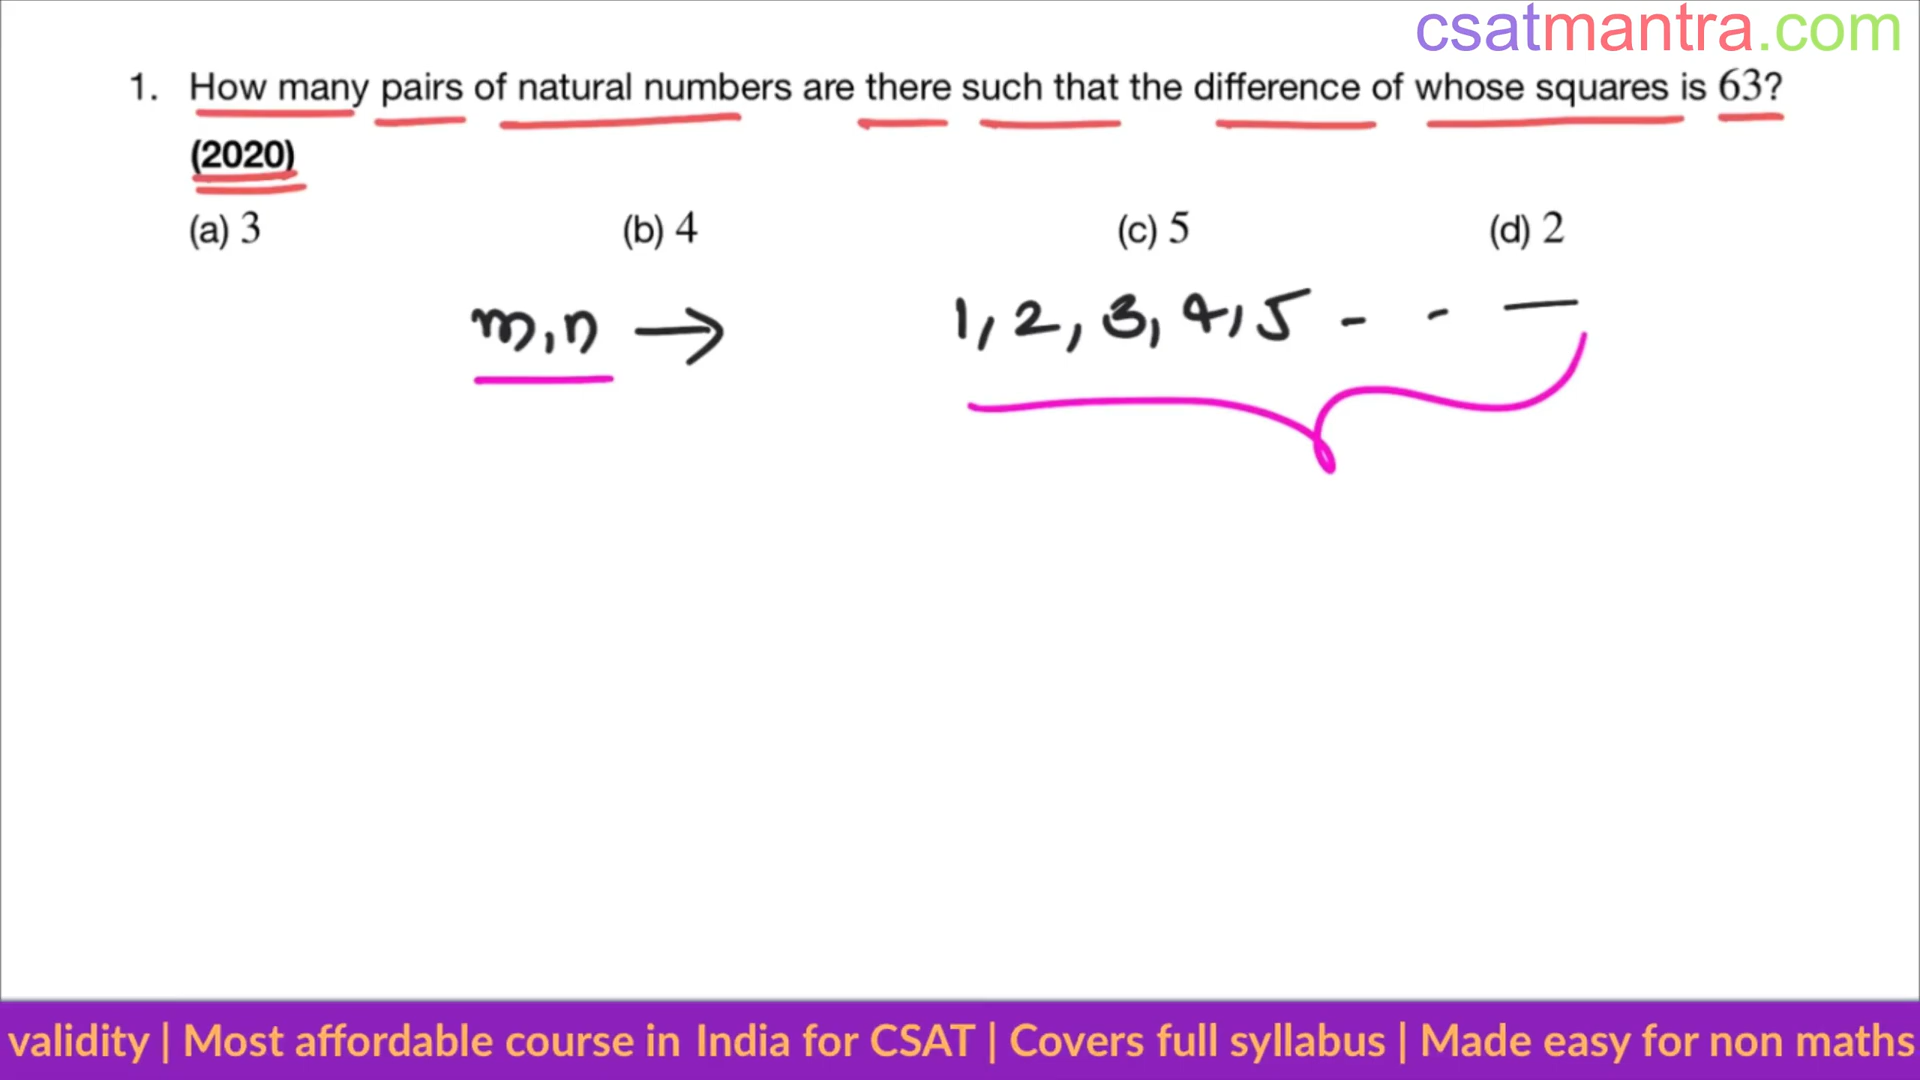 csatmantra.com
1. How many pairs of natural numbers are there such that the difference of whose squares is 63?
(2020)
(a) 3 (b) 4 (c) 5 (d) 2
m, n → 1, 2, 3, 4, 5 - - —
validity | Most affordable course in India for CSAT | Covers full syllabus | Made easy for non maths